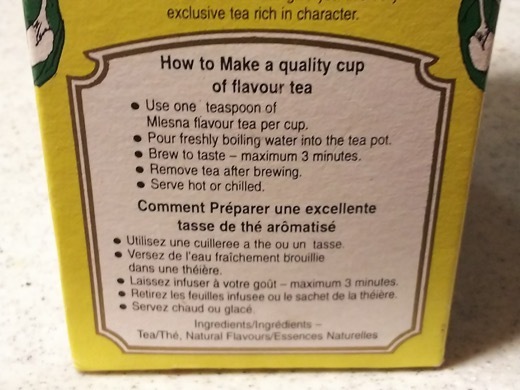 exclusive tea rich in character.
How to Make a quality cup
of flavour tea
• Use one teaspoon of
Mlesna flavour tea per cup.
• Pour freshly boiling water into the tea pot.
• Brew to taste – maximum 3 minutes.
• Remove tea after brewing.
• Serve hot or chilled.
Comment Préparer une excellente
tasse de thé arômatisé
• Utilisez une cuilleree a the ou un tasse.
• Versez de l'eau fraîchement brouillie
dans une théière.
• Laissez infuser à votre goût – maximum 3 minutes.
• Retirez les feuilles infusee ou le sachet de la théière.
• Servez chaud ou glacé.
Ingredients/Ingrédients –
Tea/Thé, Natural Flavours/Essences Naturelles